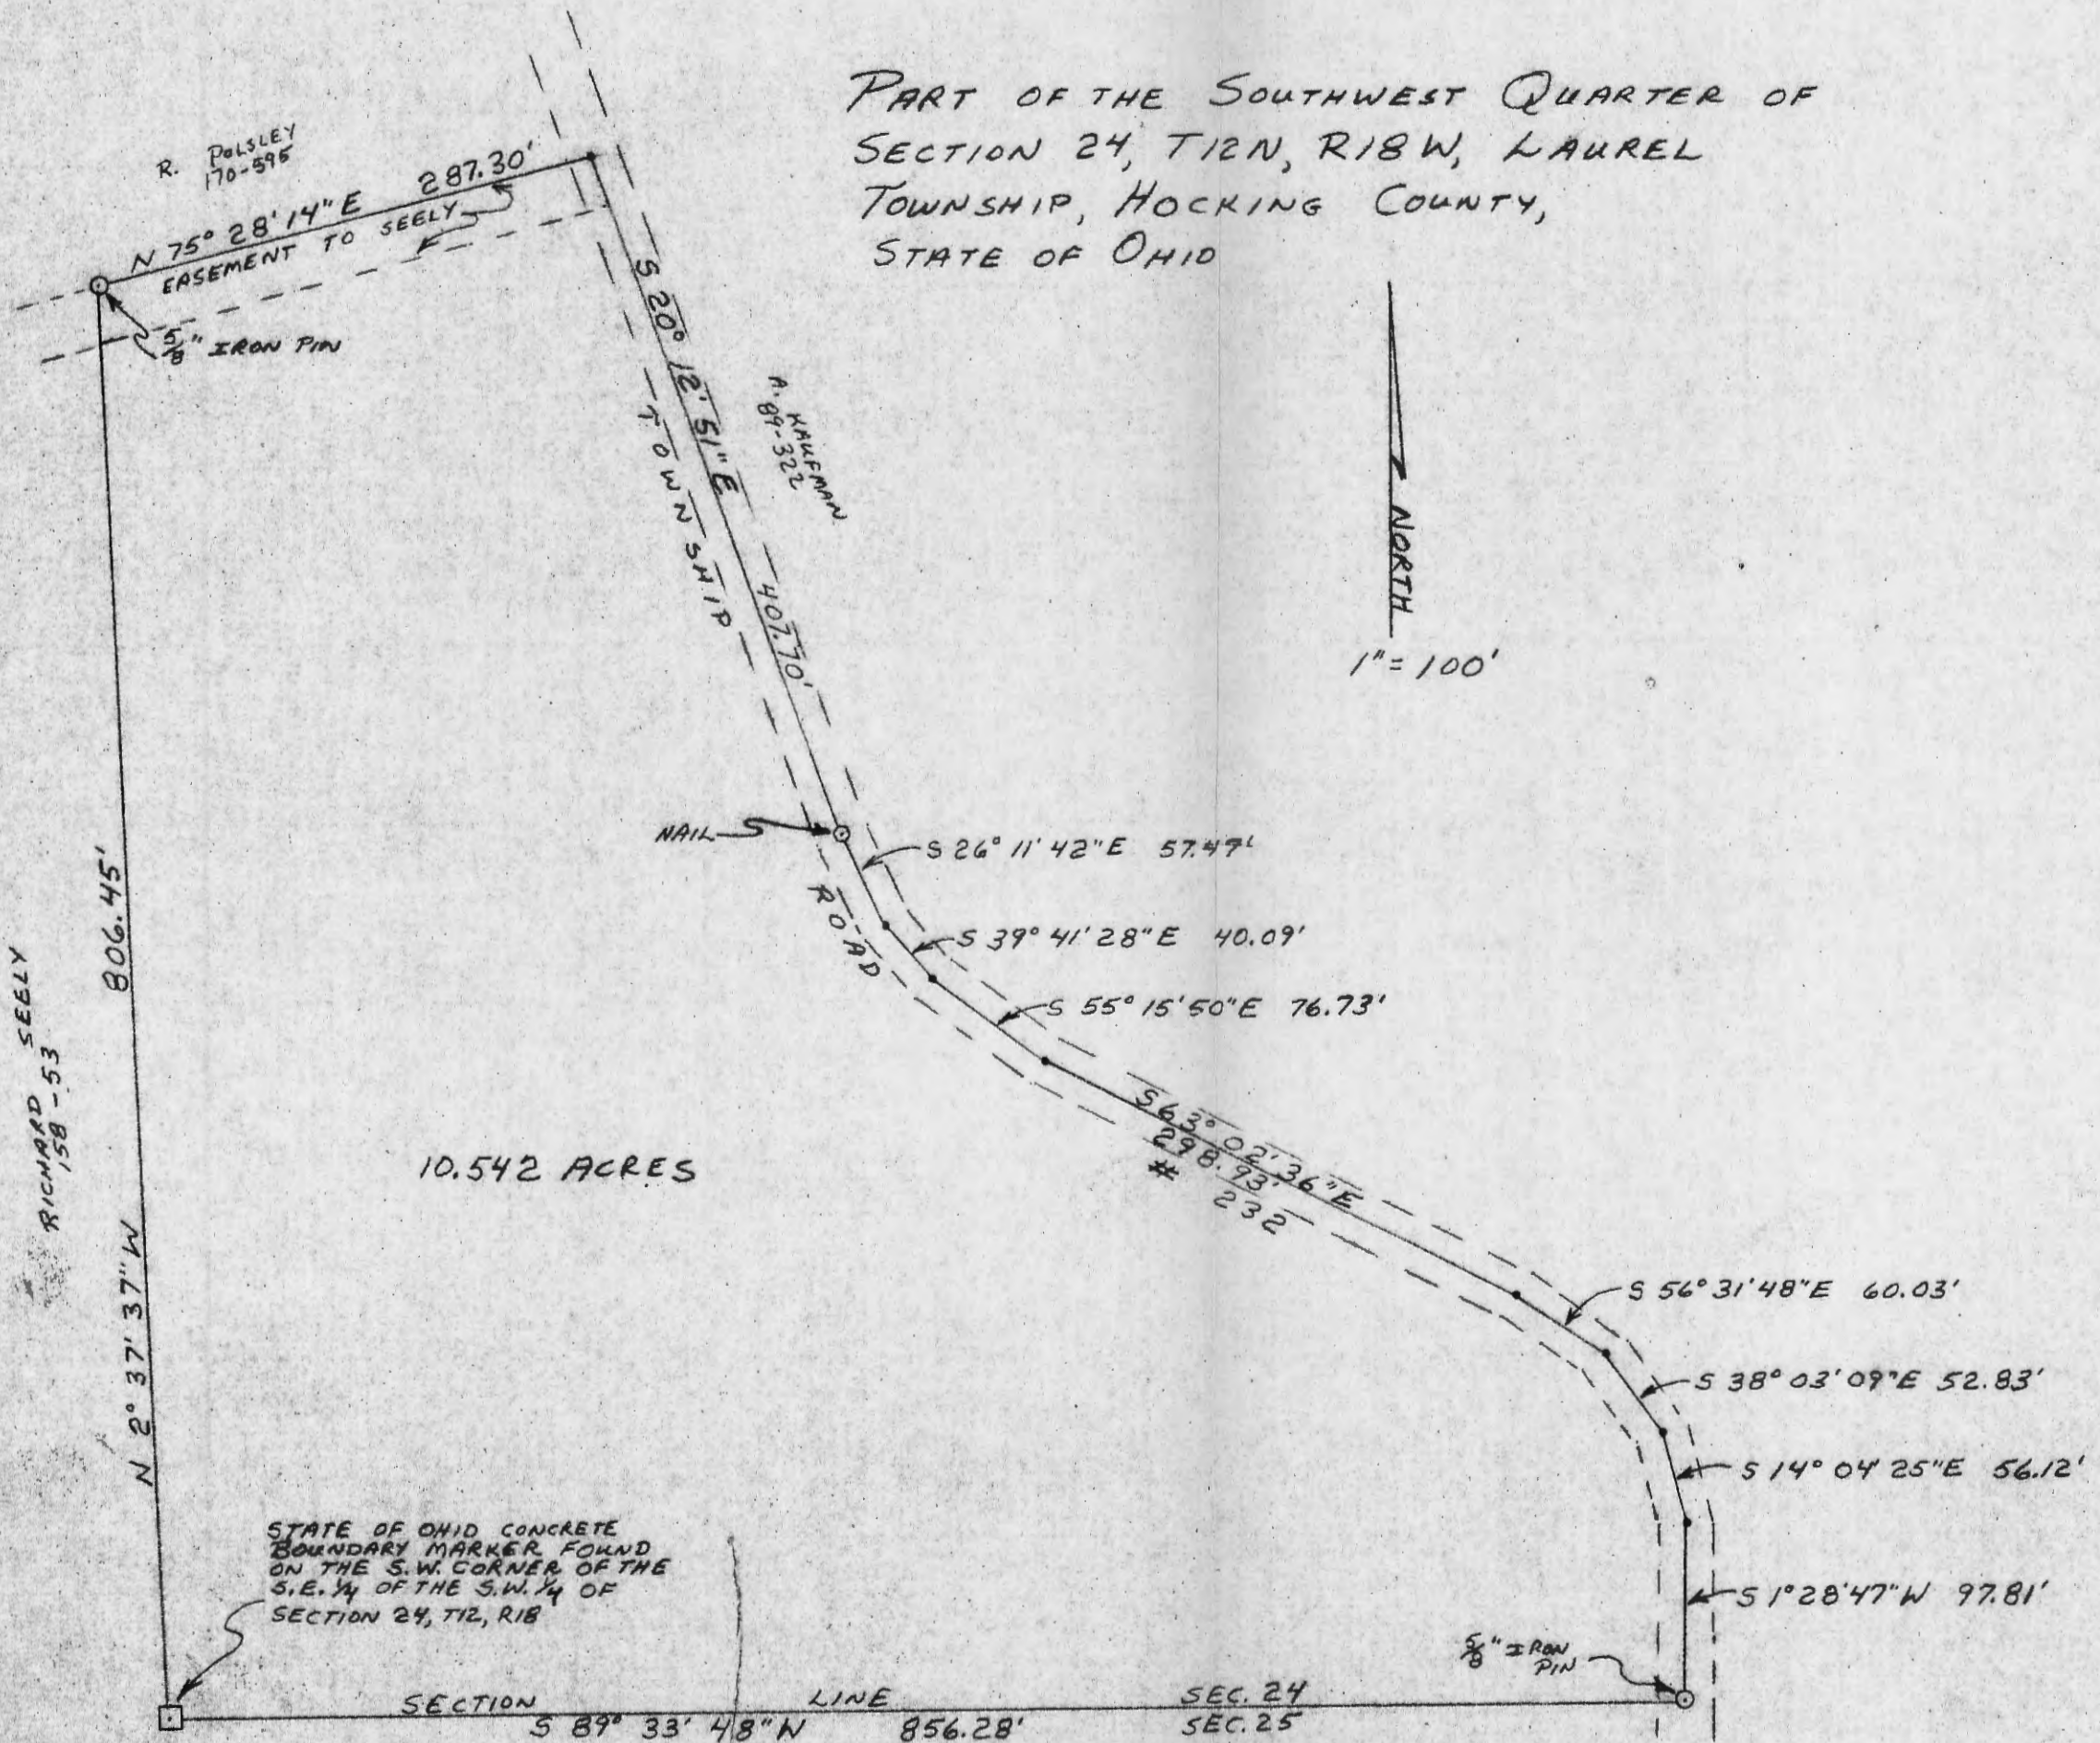 PART OF THE SOUTHWEST QUARTER OF
SECTION 24, T12N, R18W, LAUREL
TOWNSHIP, HOCKING COUNTY,
STATE OF OHIO
R. POLSLEY
170-595
N 75° 28' 14" E 287.30'
EASEMENT TO SEELY
5/8" IRON PIN
S 20° 12' 51" E 407.70'
A. KAUFMAN
89-322
TOWNSHIP
ROAD
# 232
NORTH
1" = 100'
NAIL
S 26° 11' 42" E 57.47'
S 39° 41' 28" E 40.09'
S 55° 15' 50" E 76.73'
S 63° 02' 36" E
298.93'
S 56° 31' 48" E 60.03'
S 38° 03' 09" E 52.83'
S 14° 04' 25" E 56.12'
S 1° 28' 47" W 97.81'
5/8" IRON
PIN
806.45'
N 2° 37' 37" W
RICHARD SEELY
158-53
10.542 ACRES
STATE OF OHIO CONCRETE
BOUNDARY MARKER FOUND
ON THE S.W. CORNER OF THE
S.E. 1/4 OF THE S.W. 1/4 OF
SECTION 24, T12, R18
SECTION LINE SEC. 24
S 89° 33' 48" W 856.28' SEC. 25